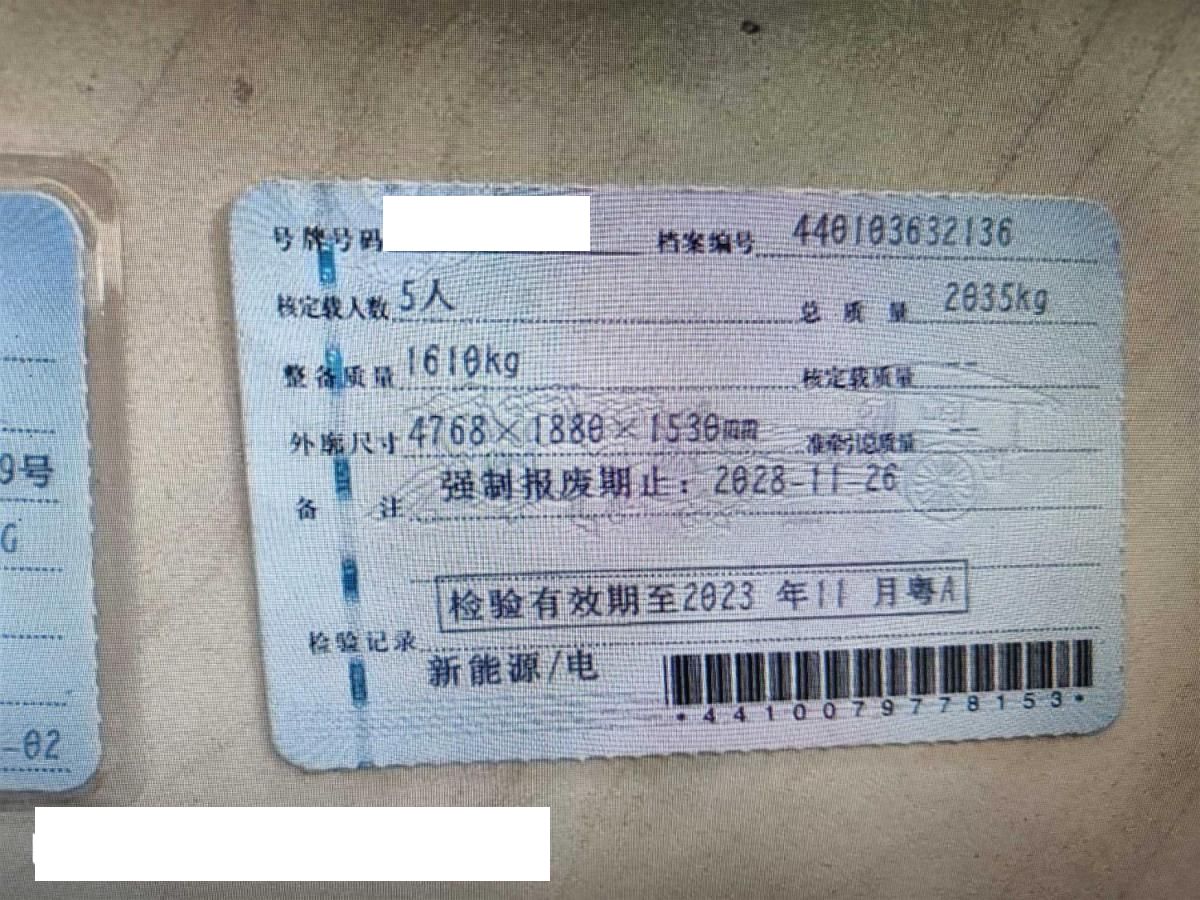 号牌号码 档案编号 440103632136
核定载人数 5人 总质量 2035kg
整备质量 1610kg 核定载质量 --
外廓尺寸 4768×1880×1530mm 准牵引总质量 --
备注 强制报废期止：2028-11-26
检验有效期至2023 年11 月粤A
检验记录
新能源/电
*4410079778153*
9号
G
-02